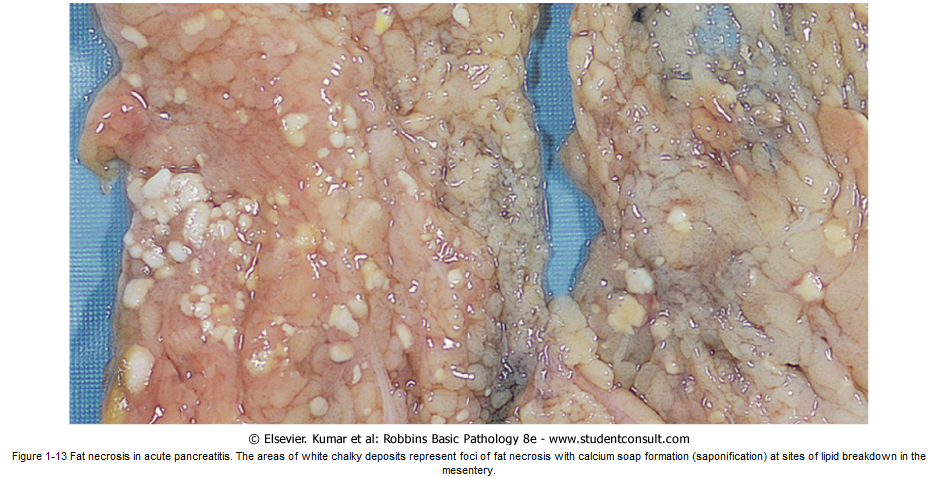 © Elsevier. Kumar et al: Robbins Basic Pathology 8e - www.studentconsult.com
Figure 1-13 Fat necrosis in acute pancreatitis. The areas of white chalky deposits represent foci of fat necrosis with calcium soap formation (saponification) at sites of lipid breakdown in the
mesentery.